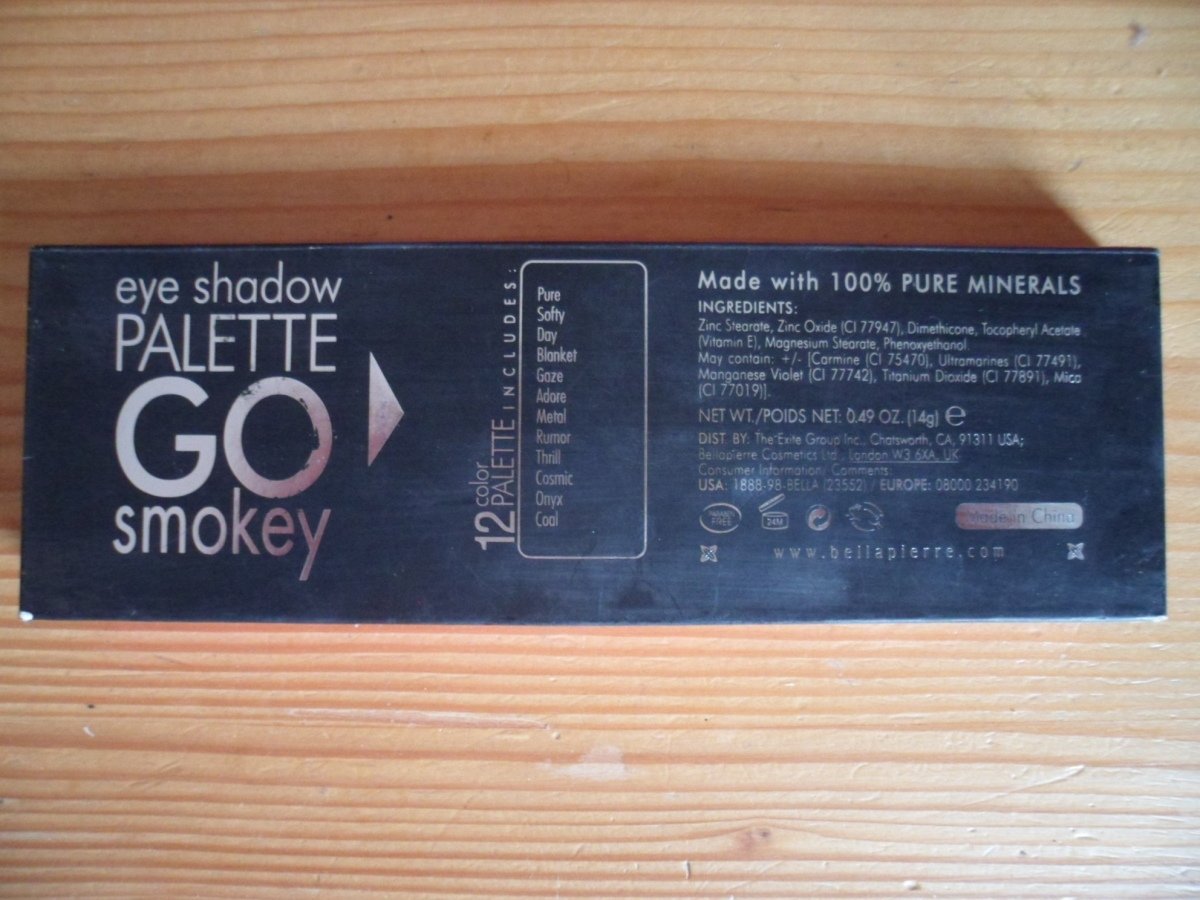 eye shadow
PALETTE
GO
smokey
12 color PALETTE INCLUDES:
Pure
Softy
Day
Blanket
Gaze
Adore
Metal
Rumor
Thrill
Cosmic
Onyx
Coal
Made with 100% PURE MINERALS
INGREDIENTS:
Zinc Stearate, Zinc Oxide (CI 77947), Dimethicone, Tocopheryl Acetate
(Vitamin E), Magnesium Stearate, Phenoxyethanol.
May contain: +/- [Carmine (CI 75470), Ultramarines (CI 77491),
Manganese Violet (CI 77742), Titanium Dioxide (CI 77891), Mica
(CI 77019)].
NET WT./POIDS NET: 0.49 OZ. (14g) e
DIST. BY: The Exite Group Inc., Chatsworth, CA, 91311 USA;
Bellapierre Cosmetics Ltd., London W3 6XA, UK
Consumer Information/Comments:
USA: 1888-98-BELLA (23552) / EUROPE: 08000 234190
PARABEN FREE
24M
Made in China
www.bellapierre.com